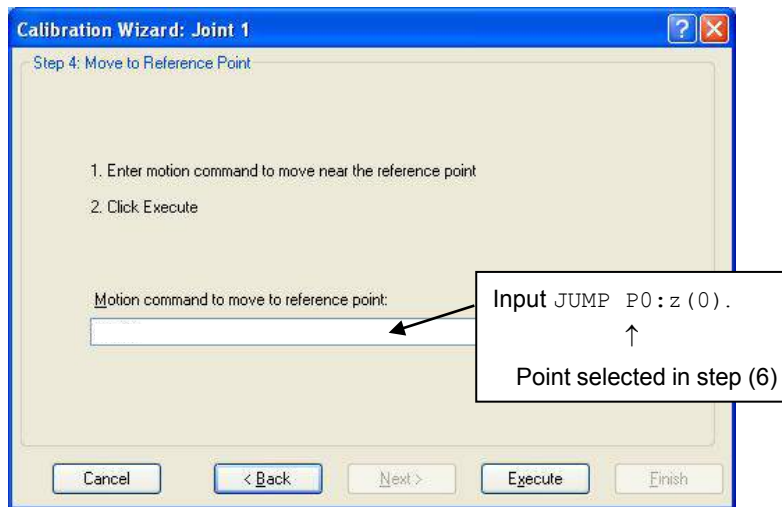 Calibration Wizard: Joint 1
Step 4: Move to Reference Point
1. Enter motion command to move near the reference point
2. Click Execute
Motion command to move to reference point:
Input JUMP P0:z(0).
↑
Point selected in step (6)
Cancel
< Back
Next >
Execute
Finish